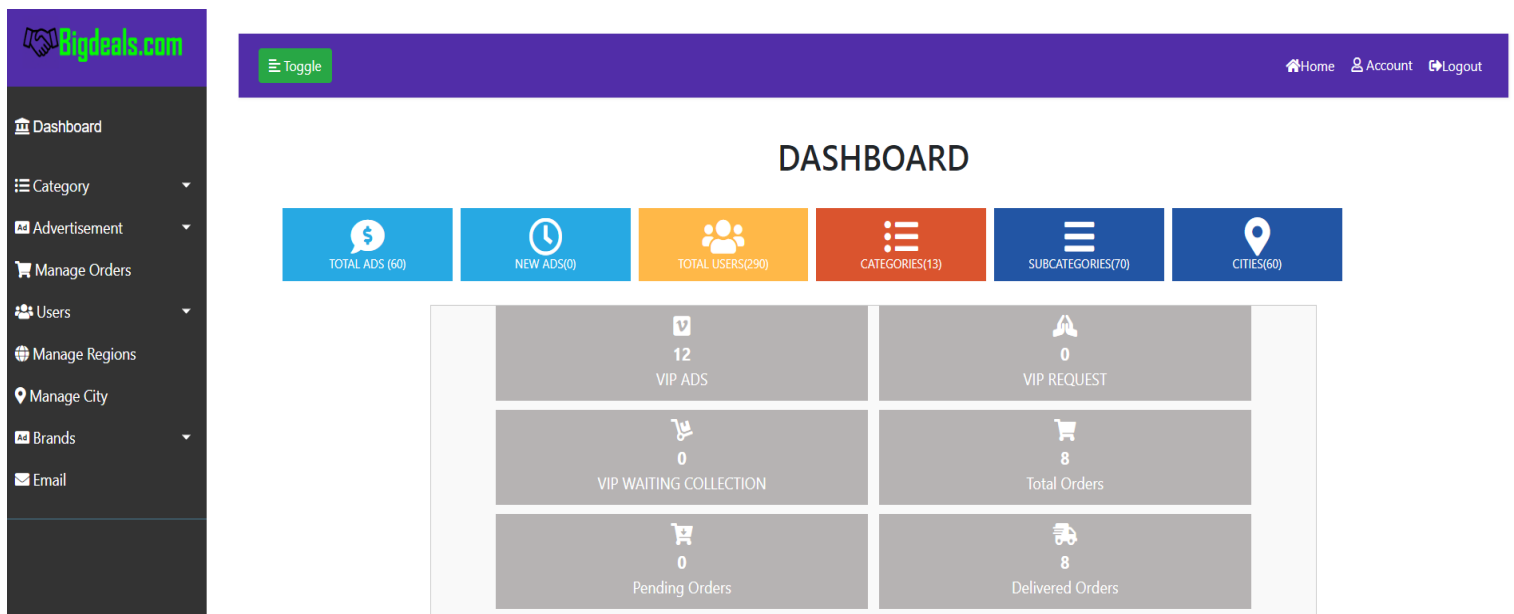 Bigdeals.com
Toggle
Home Account Logout
Dashboard
Category
Ad Advertisement
Manage Orders
Users
Manage Regions
Manage City
Ad Brands
Email
DASHBOARD
TOTAL ADS (60)
NEW ADS(0)
TOTAL USERS(290)
CATEGORIES(13)
SUBCATEGORIES(70)
CITIES(60)
12
VIP ADS
0
VIP REQUEST
0
VIP WAITING COLLECTION
8
Total Orders
0
Pending Orders
8
Delivered Orders